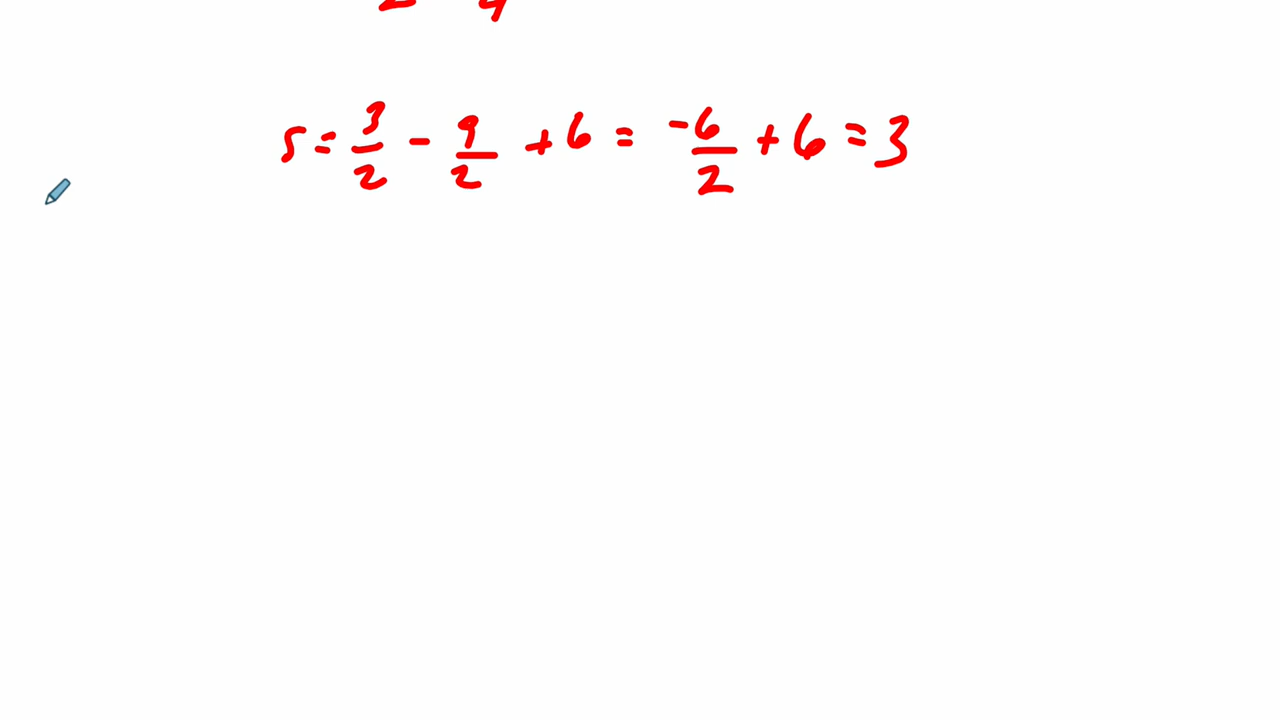 s = 3/2 - 9/2 + 6 = -6/2 + 6 = 3